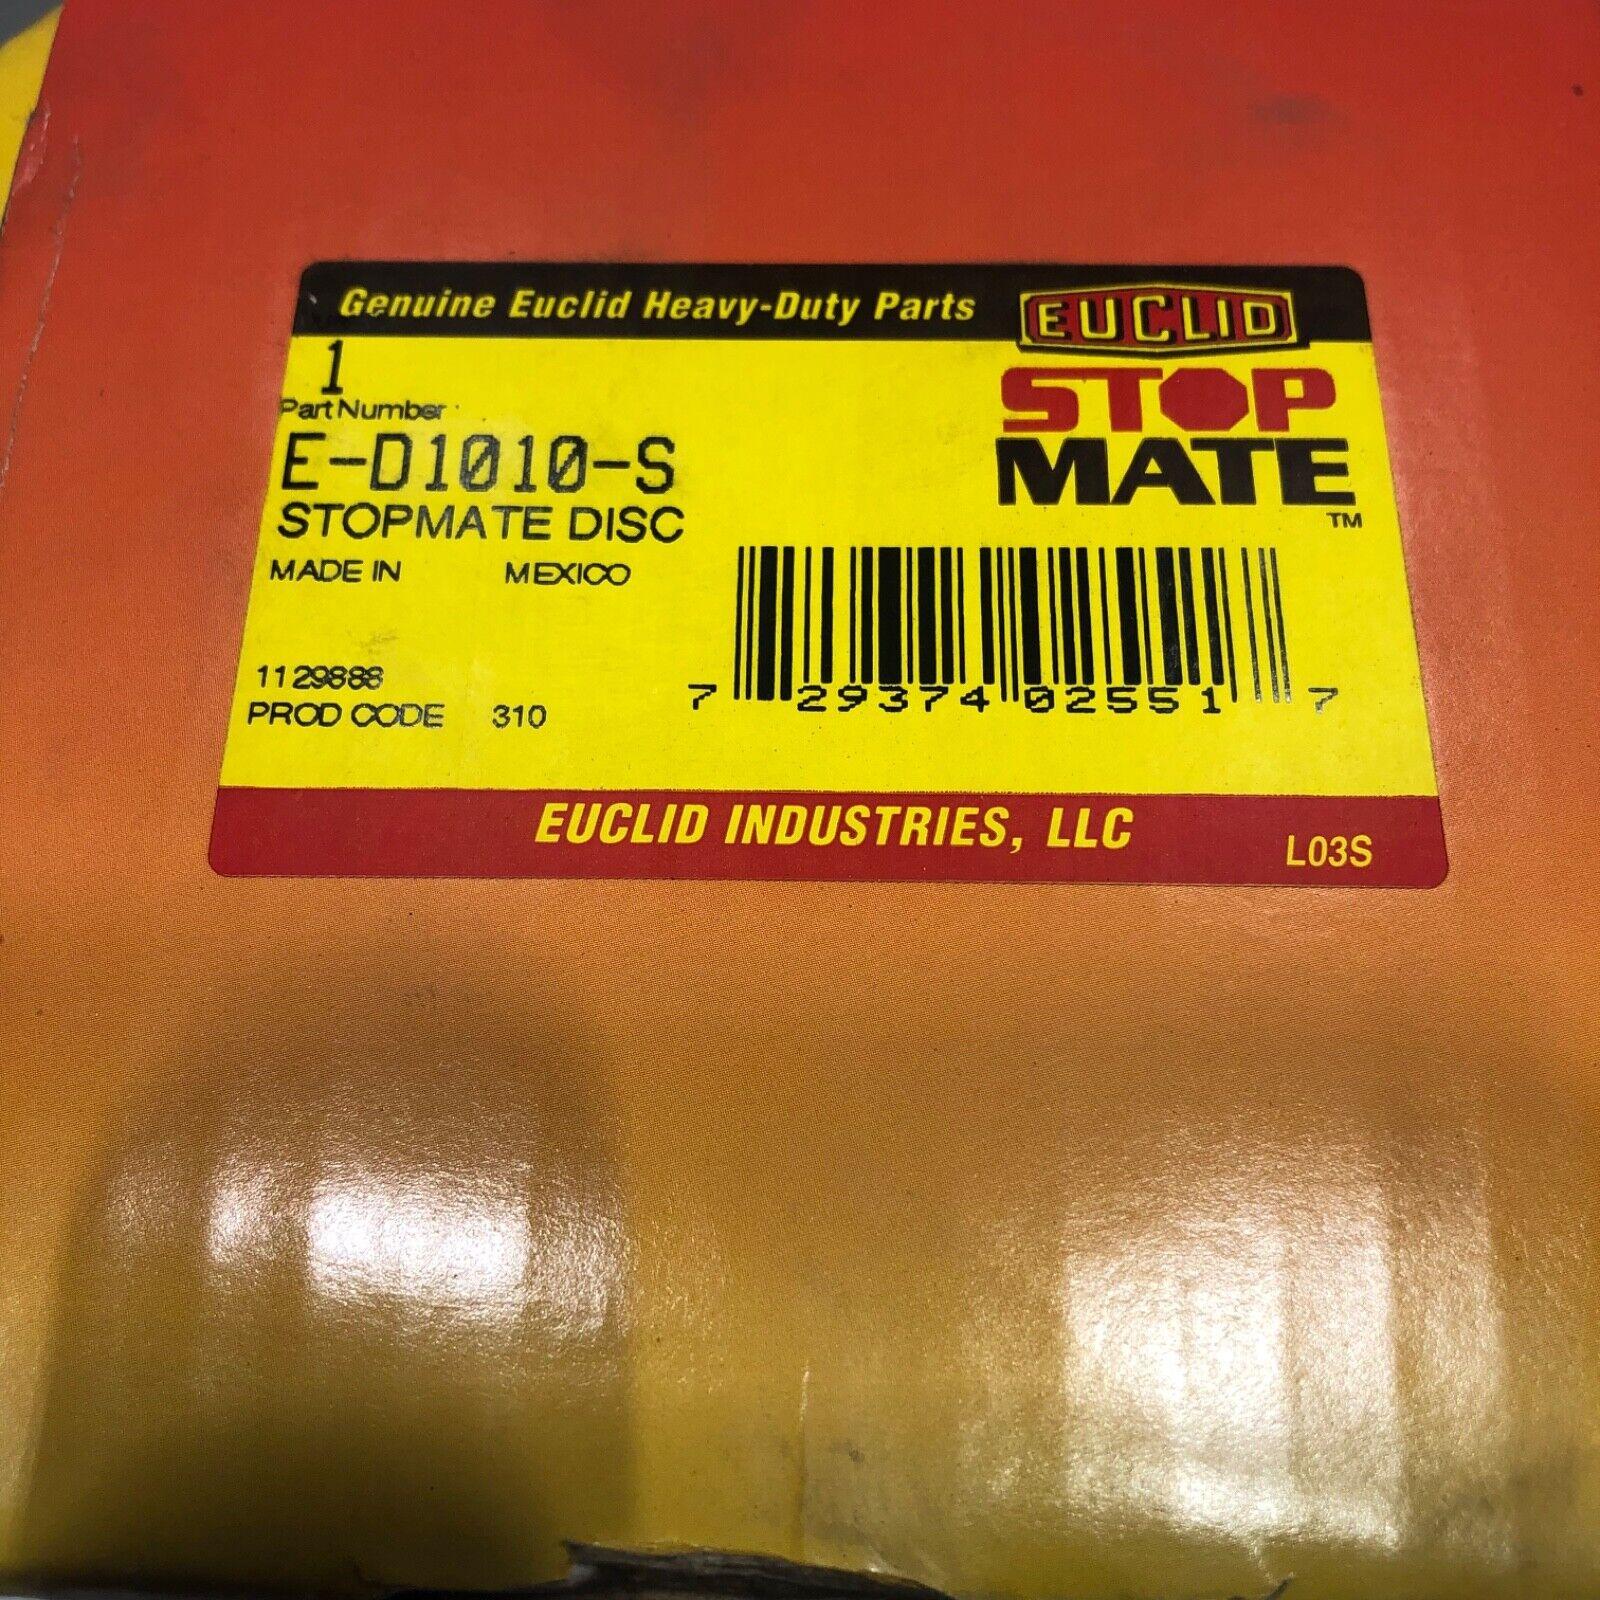 Genuine Euclid Heavy-Duty Parts
EUCLID
STOP
MATE
TM
1
Part Number
E-D1010-S
STOPMATE DISC
MADE IN MEXICO
1129888
PROD CODE 310
7 29374 02551 7
EUCLID INDUSTRIES, LLC
L03S